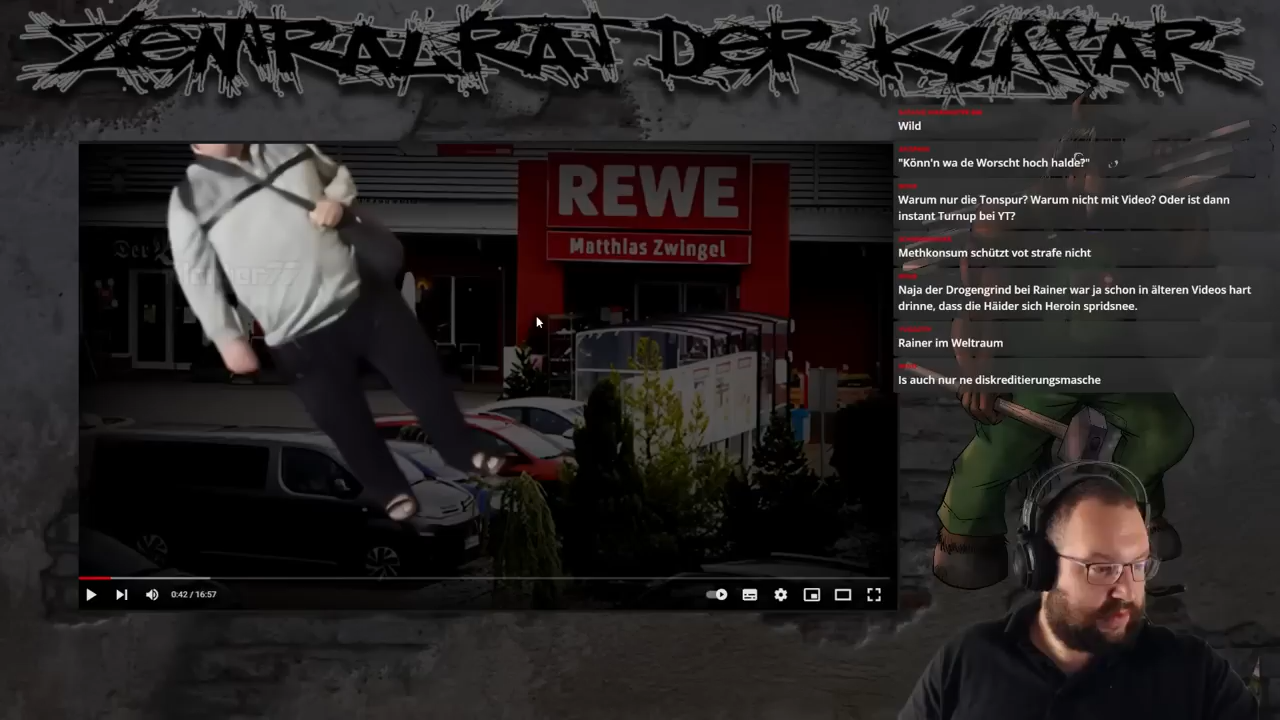 ZENTRALRAT DER KUFFAR
Wild
"Könn'n wa de Worscht hoch halde?"
REWE
Matthias Zwingel
Warum nur die Tonspur? Warum nicht mit Video? Oder ist dann
instant Turnup bei YT?
Methkonsum schützt vot strafe nicht
Naja der Drogengrind bei Rainer war ja schon in älteren Videos hart
drinne, dass die Häider sich Heroin spridsnee.
Rainer im Weltraum
Is auch nur ne diskreditierungsmasche
0:42 / 16:57